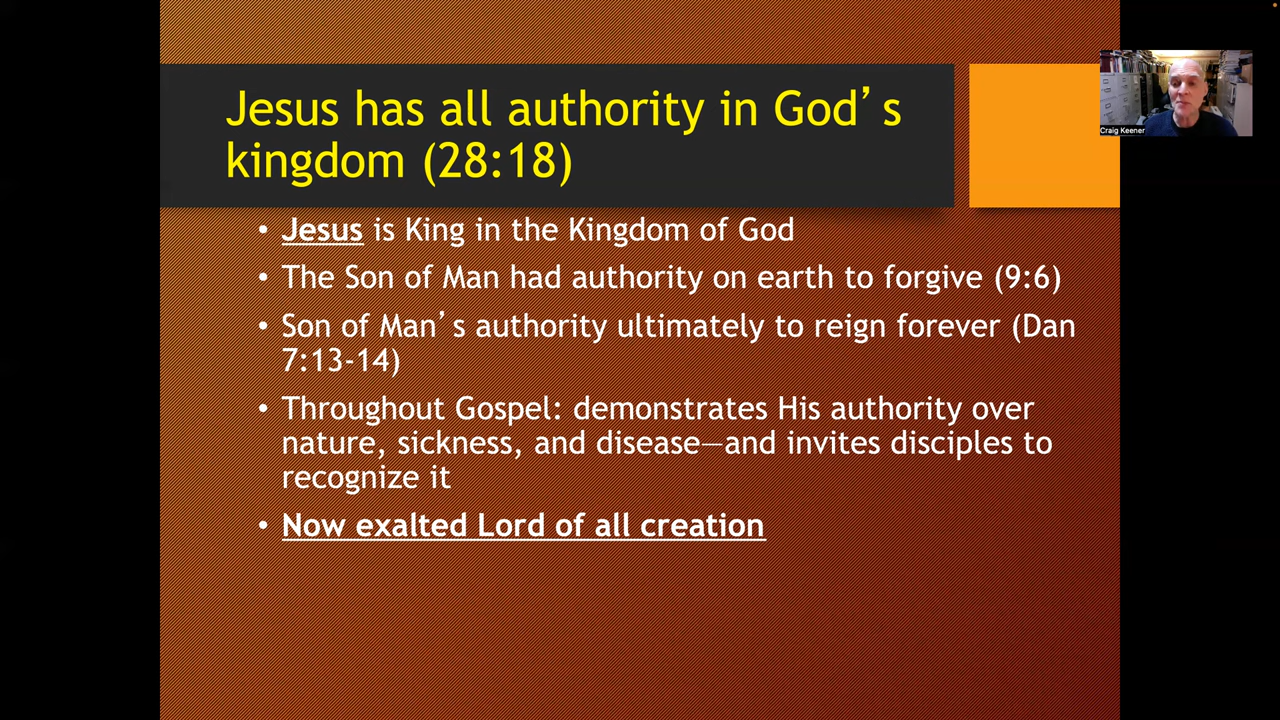 Jesus has all authority in God’s
kingdom (28:18)
Craig Keener
• Jesus is King in the Kingdom of God
• The Son of Man had authority on earth to forgive (9:6)
• Son of Man’s authority ultimately to reign forever (Dan
7:13-14)
• Throughout Gospel: demonstrates His authority over
nature, sickness, and disease—and invites disciples to
recognize it
• Now exalted Lord of all creation